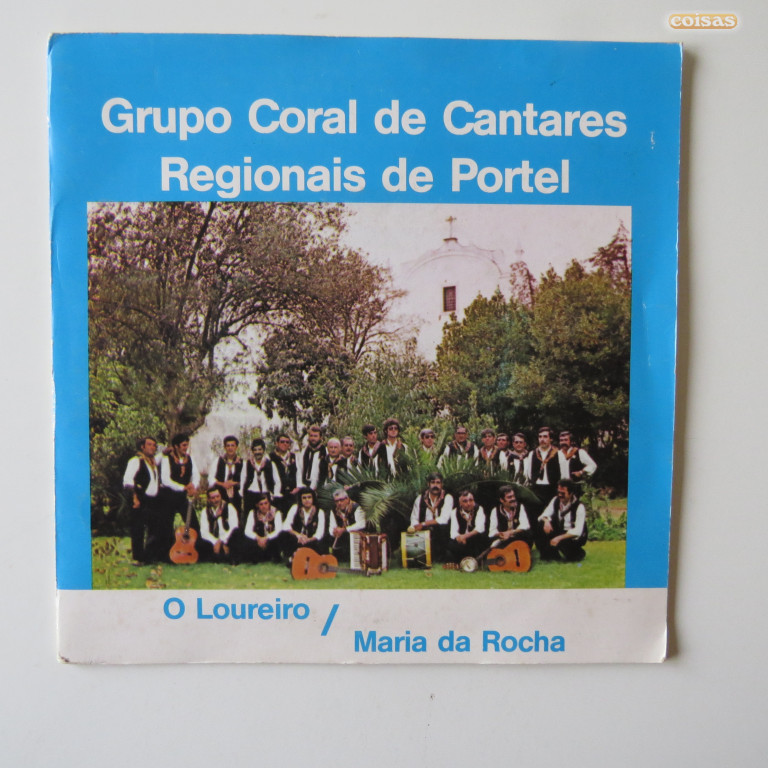 coisas
Grupo Coral de Cantares
Regionais de Portel
O Loureiro /
Maria da Rocha